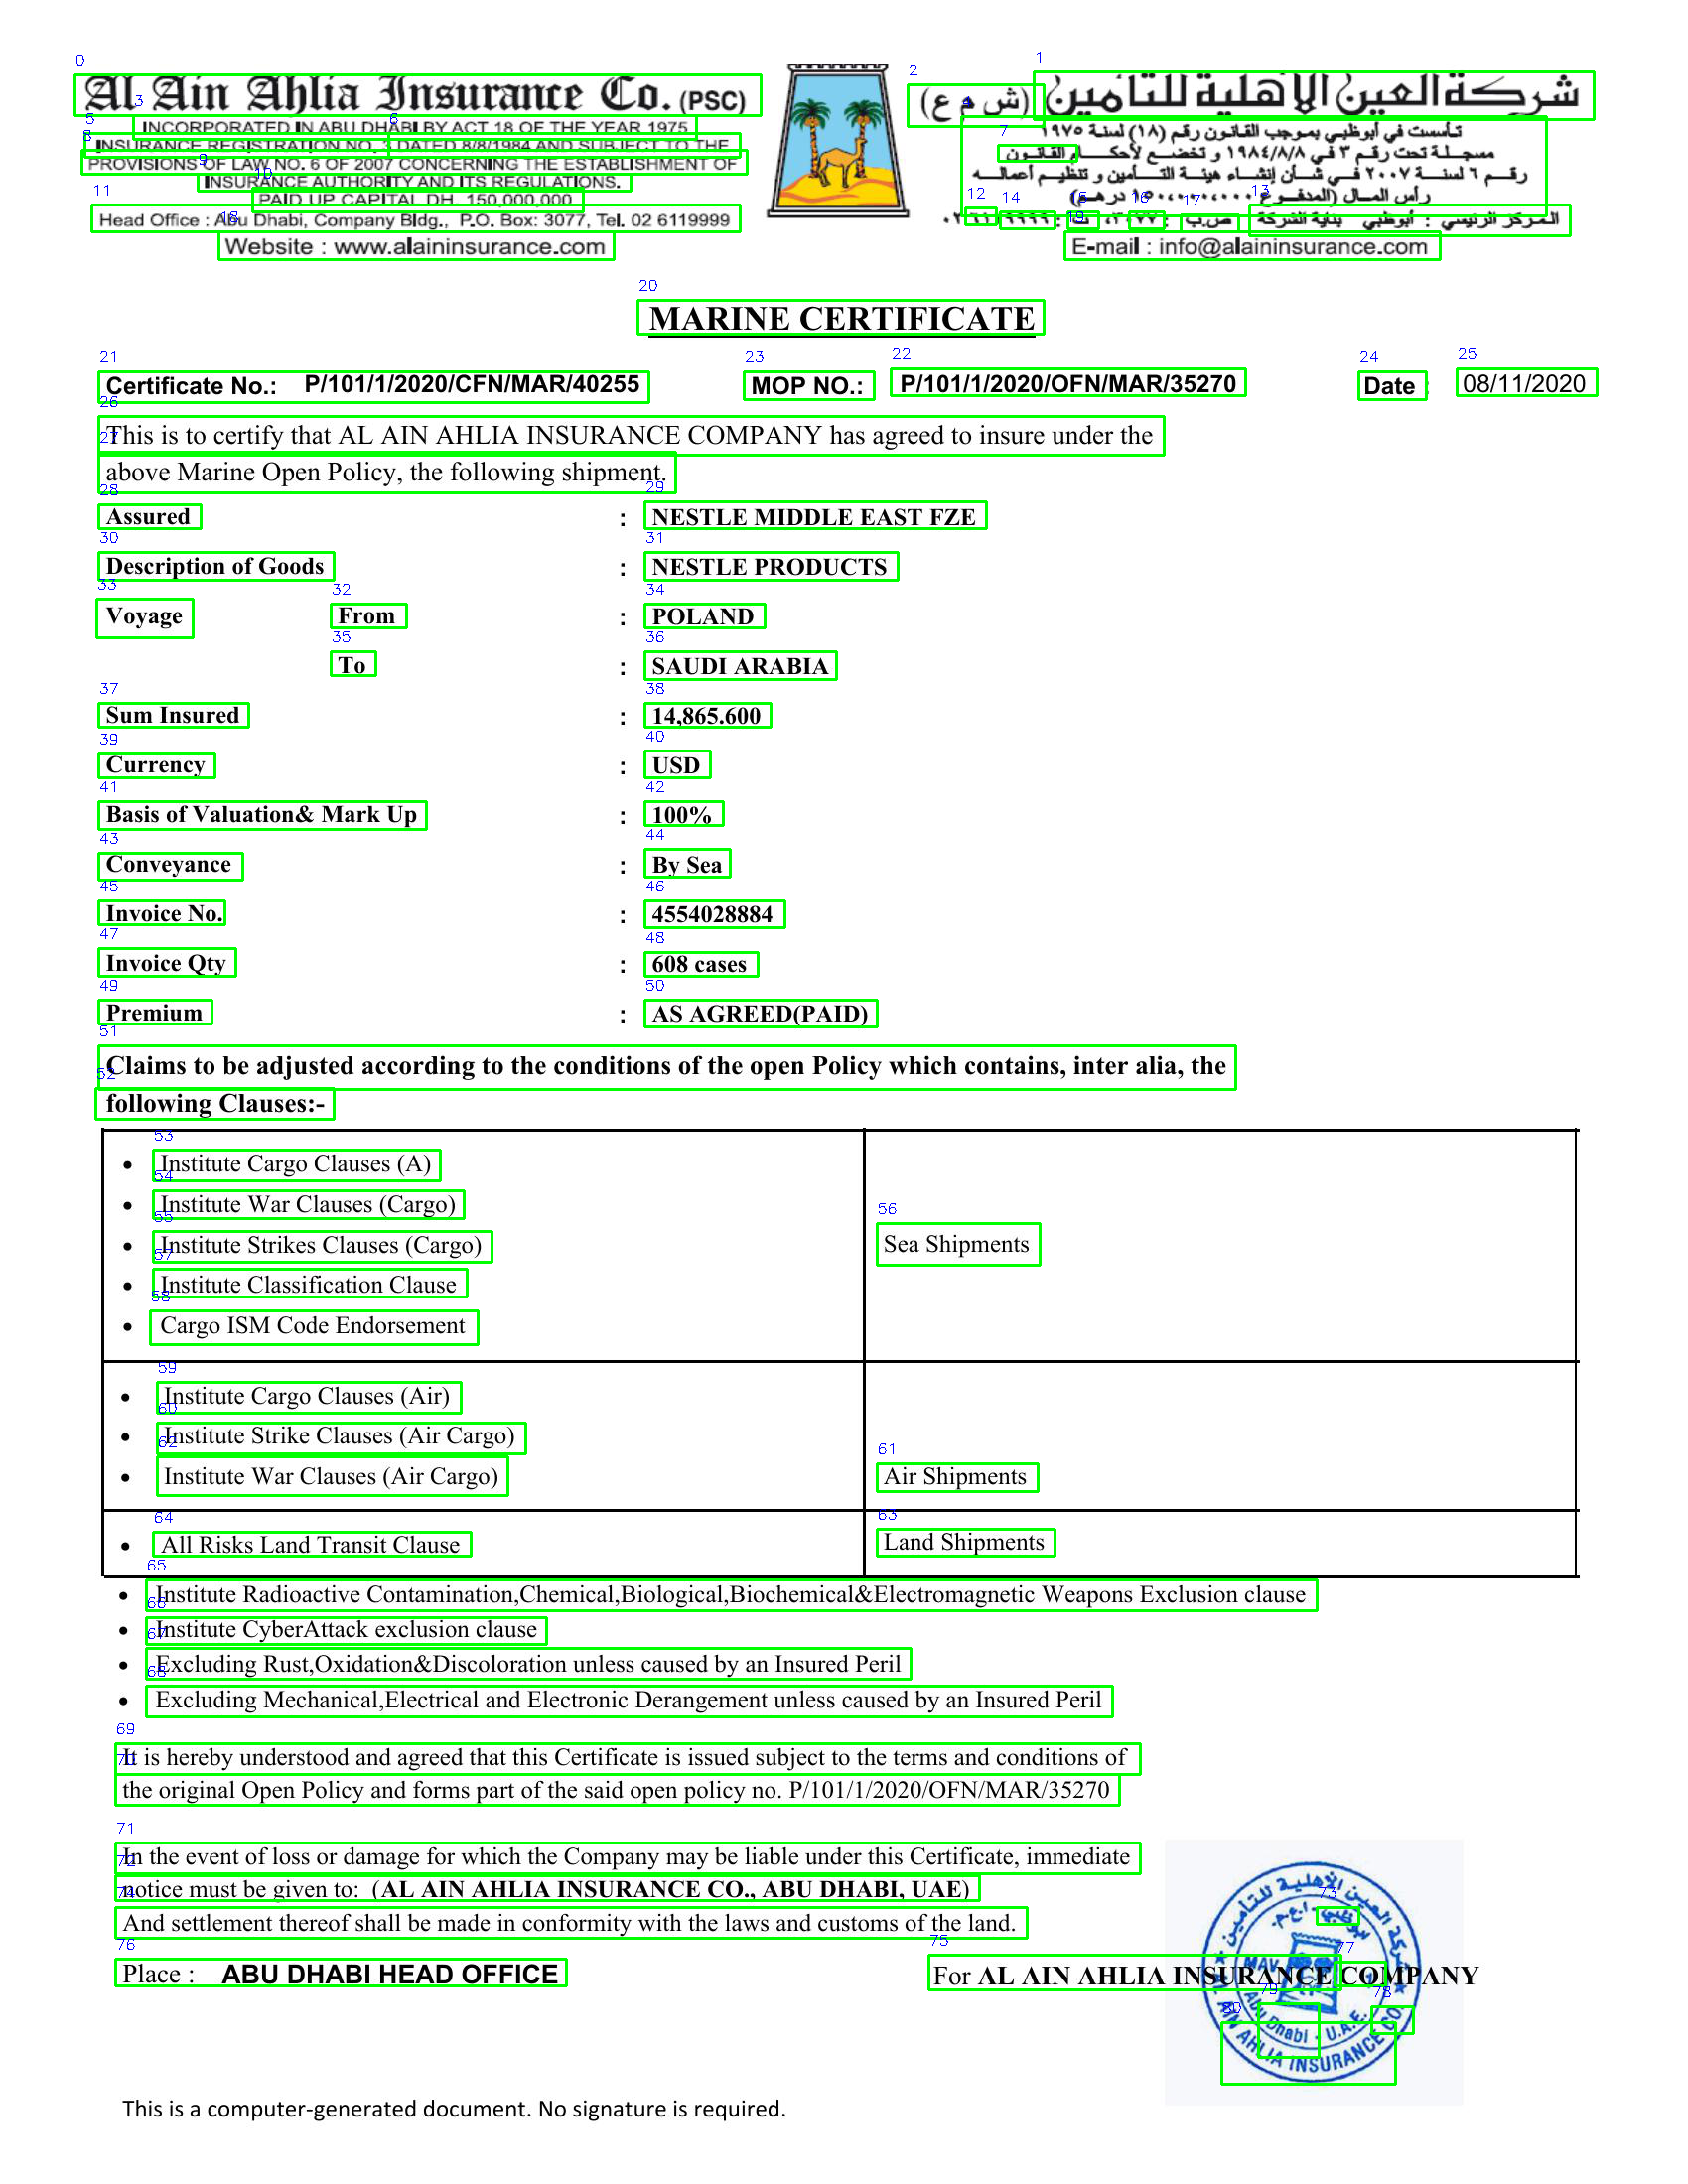 Al Ain Ahlia Insurance Co. (PSC)
INCORPORATED IN ABU DHABI BY ACT 18 OF THE YEAR 1975
INSURANCE REGISTRATION NO. 3 DATED 8/8/1984 AND SUBJECT TO THE
PROVISIONS OF LAW NO. 6 OF 2007 CONCERNING THE ESTABLISHMENT OF
INSURANCE AUTHORITY AND ITS REGULATIONS.
PAID UP CAPITAL DH. 150,000,000
Head Office : Abu Dhabi, Company Bldg., P.O. Box: 3077, Tel. 02 6119999
Website : www.alaininsurance.com
شركة العين الأهلية للتأمين (ش م ع)
تأسست في أبوظبي بموجب القانون رقم (١٨) لسنة ١٩٧٥
مسجلة تحت رقم ٣ في ١٩٨٤/٨/٨ و تخضع لأحكام القانون
رقم ٦ لسنة ٢٠٠٧ في شأن إنشاء هيئة التأمين و تنظيم أعماله
رأس المال (المدفوع ١٥٠،٠٠٠،٠٠٠ درهم)
المركز الرئيسي : أبوظبي بناية الشركة ص.ب : ٣٠٧٧، ت : ٠٢ ٦١١٩٩٩٩
E-mail : info@alaininsurance.com
MARINE CERTIFICATE
Certificate No.: P/101/1/2020/CFN/MAR/40255 MOP NO.: P/101/1/2020/OFN/MAR/35270 Date : 08/11/2020
This is to certify that AL AIN AHLIA INSURANCE COMPANY has agreed to insure under the
above Marine Open Policy, the following shipment.
Assured : NESTLE MIDDLE EAST FZE
Description of Goods : NESTLE PRODUCTS
Voyage From : POLAND
To : SAUDI ARABIA
Sum Insured : 14,865.600
Currency : USD
Basis of Valuation& Mark Up : 100%
Conveyance : By Sea
Invoice No. : 4554028884
Invoice Qty : 608 cases
Premium : AS AGREED(PAID)
Claims to be adjusted according to the conditions of the open Policy which contains, inter alia, the
following Clauses:-
• Institute Cargo Clauses (A)
• Institute War Clauses (Cargo)
• Institute Strikes Clauses (Cargo)
• Institute Classification Clause
• Cargo ISM Code Endorsement
Sea Shipments
• Institute Cargo Clauses (Air)
• Institute Strike Clauses (Air Cargo)
• Institute War Clauses (Air Cargo)
Air Shipments
• All Risks Land Transit Clause
Land Shipments
• Institute Radioactive Contamination,Chemical,Biological,Biochemical&Electromagnetic Weapons Exclusion clause
• Institute CyberAttack exclusion clause
• Excluding Rust,Oxidation&Discoloration unless caused by an Insured Peril
• Excluding Mechanical,Electrical and Electronic Derangement unless caused by an Insured Peril
It is hereby understood and agreed that this Certificate is issued subject to the terms and conditions of
the original Open Policy and forms part of the said open policy no. P/101/1/2020/OFN/MAR/35270
In the event of loss or damage for which the Company may be liable under this Certificate, immediate
notice must be given to: (AL AIN AHLIA INSURANCE CO., ABU DHABI, UAE)
And settlement thereof shall be made in conformity with the laws and customs of the land.
Place : ABU DHABI HEAD OFFICE
For AL AIN AHLIA INSURANCE COMPANY
شركة العين الأهلية للتأمين
MAV
Abu Dhabi - U.A.E.
AL AIN AHLIA INSURANCE CO.
This is a computer-generated document. No signature is required.